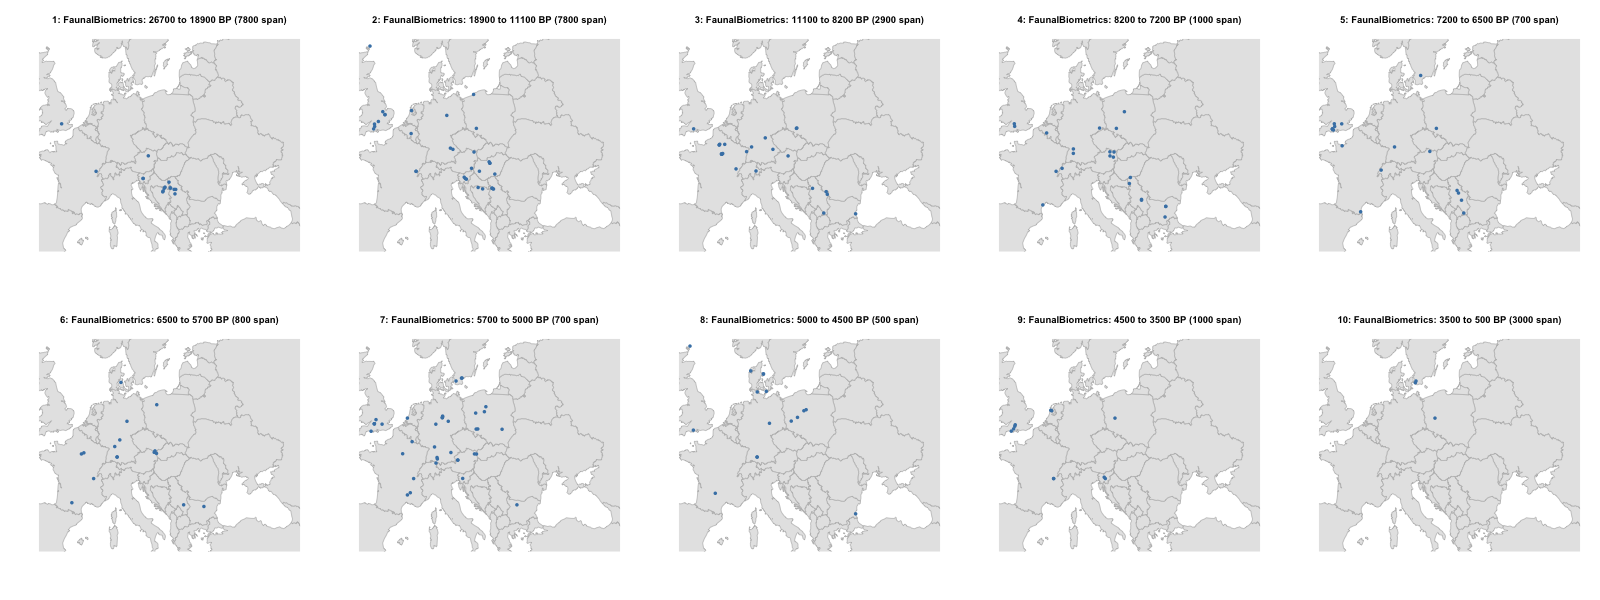 1: FaunalBiometrics: 26700 to 18900 BP (7800 span)
2: FaunalBiometrics: 18900 to 11100 BP (7800 span)
3: FaunalBiometrics: 11100 to 8200 BP (2900 span)
4: FaunalBiometrics: 8200 to 7200 BP (1000 span)
5: FaunalBiometrics: 7200 to 6500 BP (700 span)
6: FaunalBiometrics: 6500 to 5700 BP (800 span)
7: FaunalBiometrics: 5700 to 5000 BP (700 span)
8: FaunalBiometrics: 5000 to 4500 BP (500 span)
9: FaunalBiometrics: 4500 to 3500 BP (1000 span)
10: FaunalBiometrics: 3500 to 500 BP (3000 span)